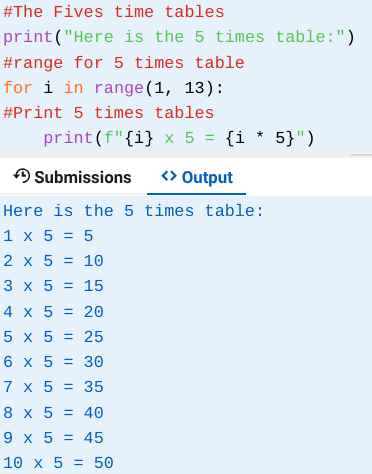 #The Fives time tables
print("Here is the 5 times table:")
#range for 5 times table
for i in range(1, 13):
#Print 5 times tables
    print(f"{i} x 5 = {i * 5}")
Submissions
Output
Here is the 5 times table:
1 x 5 = 5
2 x 5 = 10
3 x 5 = 15
4 x 5 = 20
5 x 5 = 25
6 x 5 = 30
7 x 5 = 35
8 x 5 = 40
9 x 5 = 45
10 x 5 = 50